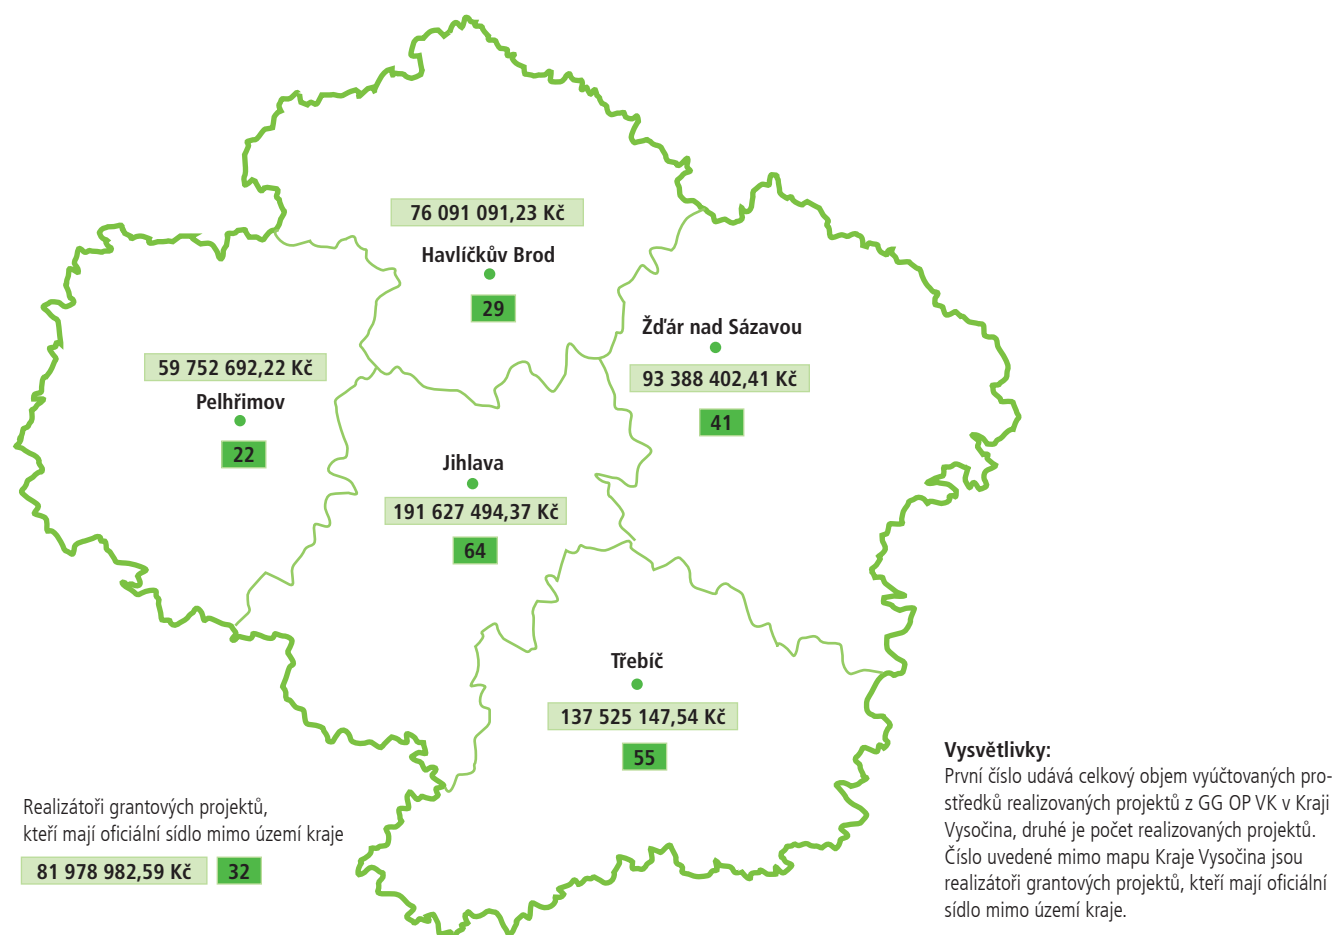 76 091 091,23 Kč
Havlíčkův Brod
29
Žďár nad Sázavou
93 388 402,41 Kč
41
59 752 692,22 Kč
Pelhřimov
22
Jihlava
191 627 494,37 Kč
64
Třebíč
137 525 147,54 Kč
55
Realizátoři grantových projektů,
kteří mají oficiální sídlo mimo území kraje
81 978 982,59 Kč 32
Vysvětlivky:
První číslo udává celkový objem vyúčtovaných pro-
středků realizovaných projektů z GG OP VK v Kraji
Vysočina, druhé je počet realizovaných projektů.
Číslo uvedené mimo mapu Kraje Vysočina jsou
realizátoři grantových projektů, kteří mají oficiální
sídlo mimo území kraje.